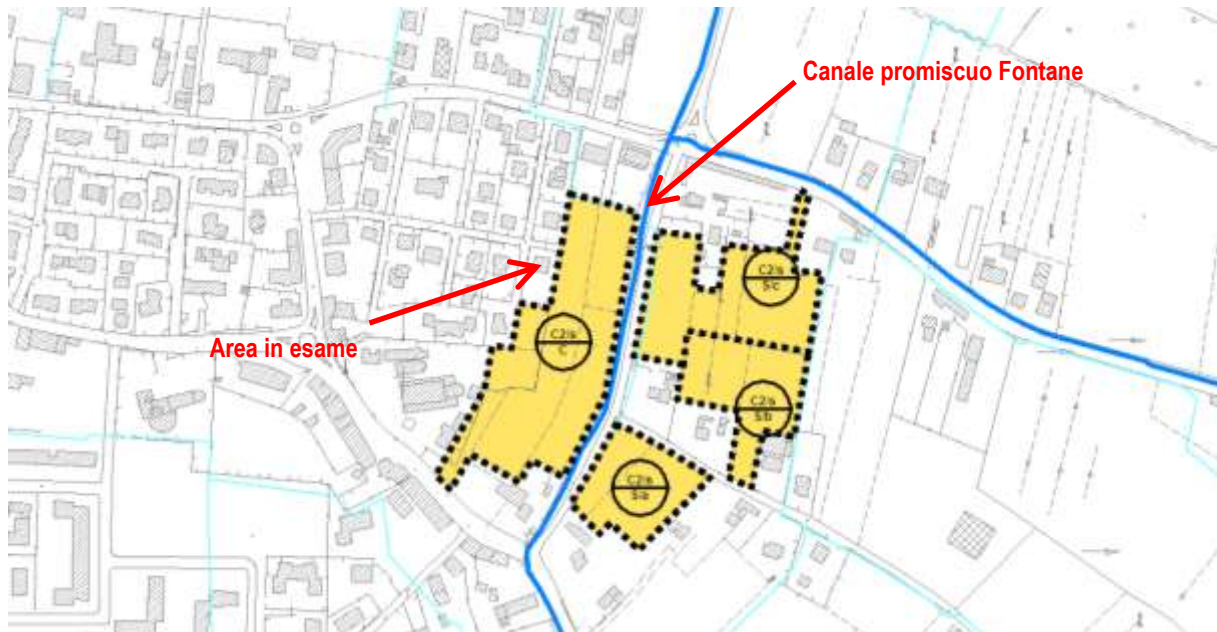 Canale promiscuo Fontane
C2/s
S/c
Area in esame
C2/s
C
C2/s
S/b
C2/s
S/a